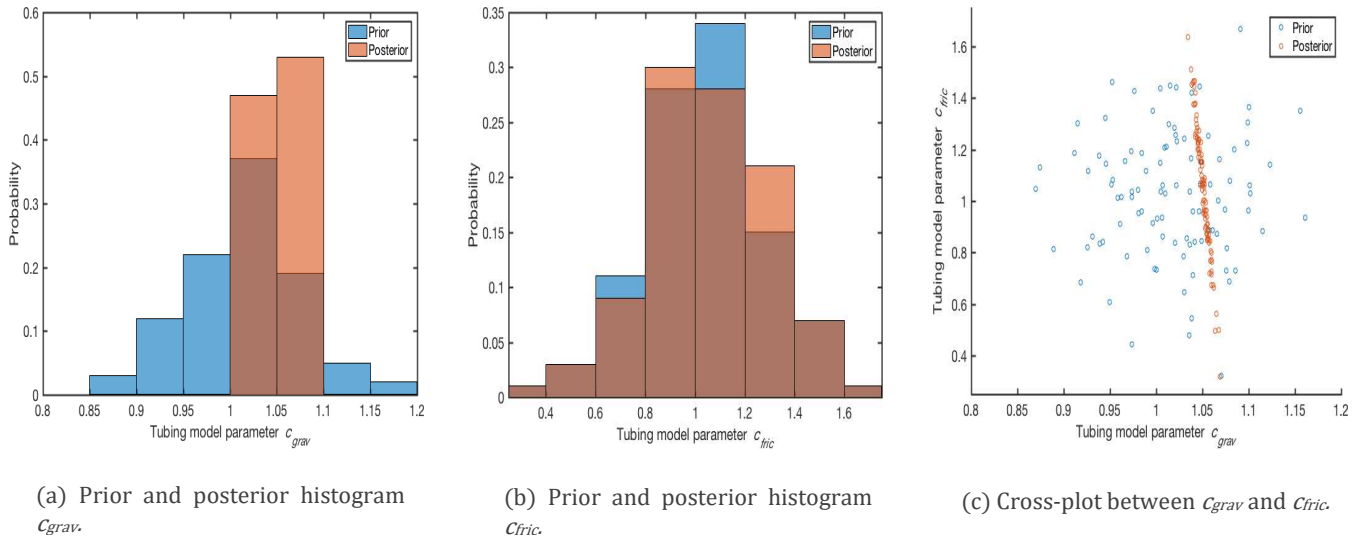 0.6
0.5
0.4
0.3
0.2
0.1
0
Probability
Prior
Posterior
0.8 0.85 0.9 0.95 1 1.05 1.1 1.15 1.2
Tubing model parameter c_grav
(a) Prior and posterior histogram
c_grav.
0.35
0.3
0.25
0.2
0.15
0.1
0.05
0
Probability
Prior
Posterior
0.4 0.6 0.8 1 1.2 1.4 1.6
Tubing model parameter c_fric
(b) Prior and posterior histogram
c_fric.
1.6
1.4
1.2
1
0.8
0.6
0.4
Tubing model parameter c_fric
Prior
Posterior
0.8 0.85 0.9 0.95 1 1.05 1.1 1.15 1.2
Tubing model parameter c_grav
(c) Cross-plot between c_grav and c_fric.